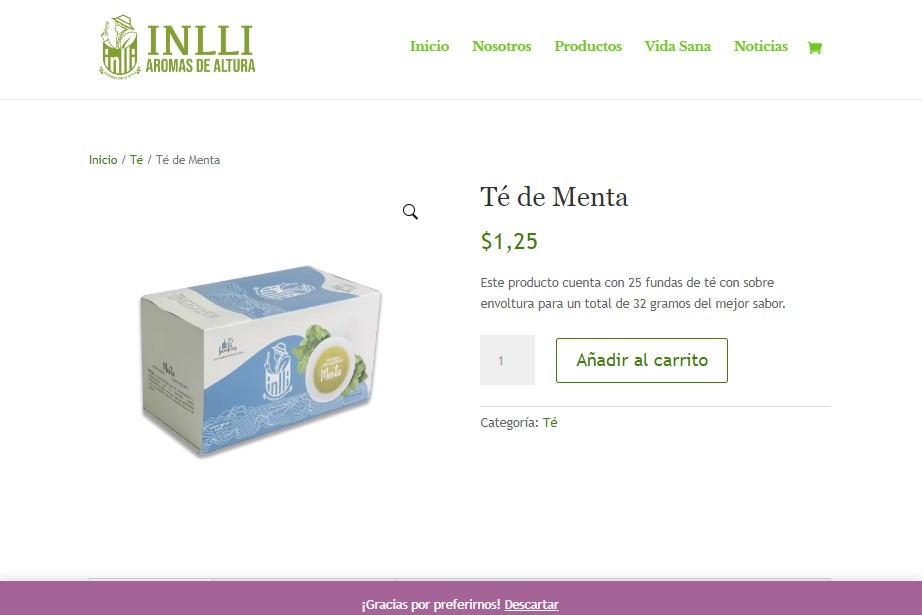 INLLI
AROMAS DE ALTURA
Inicio
Nosotros
Productos
Vida Sana
Noticias
Inicio / Té / Té de Menta
Té de Menta
$1,25
Este producto cuenta con 25 fundas de té con sobre
envoltura para un total de 32 gramos del mejor sabor.
1
Añadir al carrito
Categoría: Té
Menta
Menta
¡Gracias por preferirnos! Descartar